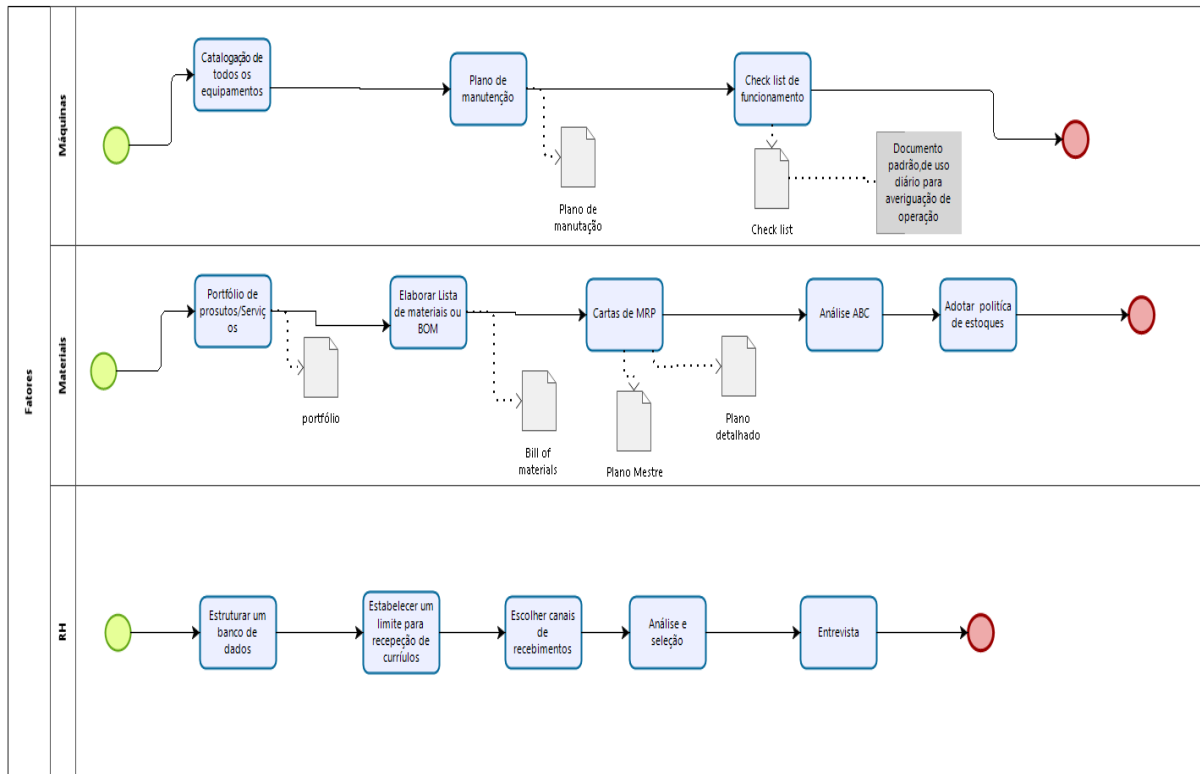 Fatores
Máquinas
Catalogação de
todos os
equipamentos
Plano de
manutenção
Check list de
funcionamento
Plano de
manutação
Check list
Documento
padrão,de uso
diário para
averiguação de
operação
Materiais
Portfólio de
prosutos/Serviç
os
Elaborar Lista
de materiais ou
BOM
Cartas de MRP
Análise ABC
Adotar politíca
de estoques
portfólio
Bill of
materials
Plano Mestre
Plano
detalhado
RH
Estruturar um
banco de
dados
Estabelecer um
limite para
recepeção de
curríulos
Escolher canais
de
recebimentos
Análise e
seleção
Entrevista